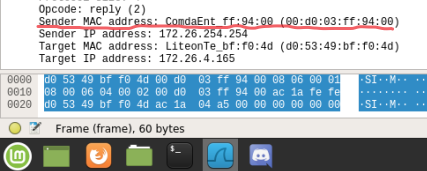 Opcode: reply (2)
Sender MAC address: ComdaEnt_ff:94:00 (00:d0:03:ff:94:00)
Sender IP address: 172.26.254.254
Target MAC address: LiteonTe_bf:f0:4d (d0:53:49:bf:f0:4d)
Target IP address: 172.26.4.165
0000 d0 53 49 bf f0 4d 00 d0 03 ff 94 00 08 06 00 01 ·SI··M·· ········
0010 08 00 06 04 00 02 00 d0 03 ff 94 00 ac 1a fe fe ········ ········
0020 d0 53 49 bf f0 4d ac 1a 04 a5 00 00 00 00 00 00 ·SI··M·· ········
Frame (frame), 60 bytes